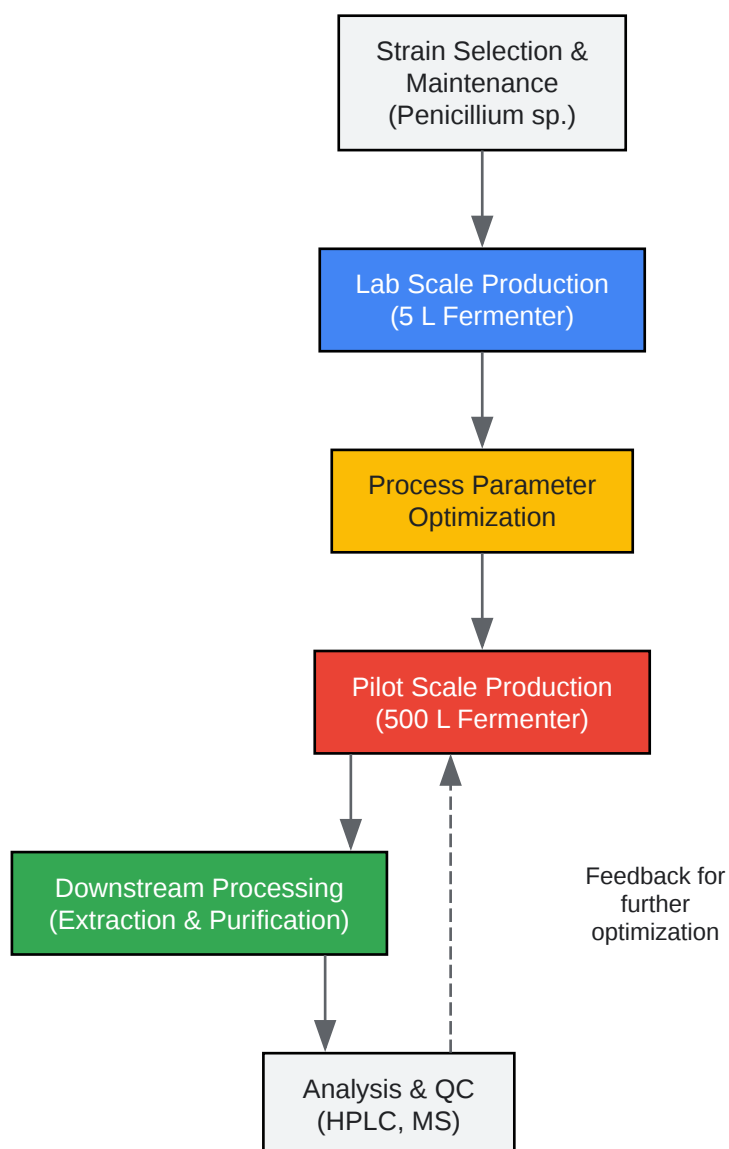 Strain Selection &
Maintenance
(Penicillium sp.)
Lab Scale Production
(5 L Fermenter)
Process Parameter
Optimization
Pilot Scale Production
(500 L Fermenter)
Downstream Processing
(Extraction & Purification)
Feedback for
further
optimization
Analysis & QC
(HPLC, MS)